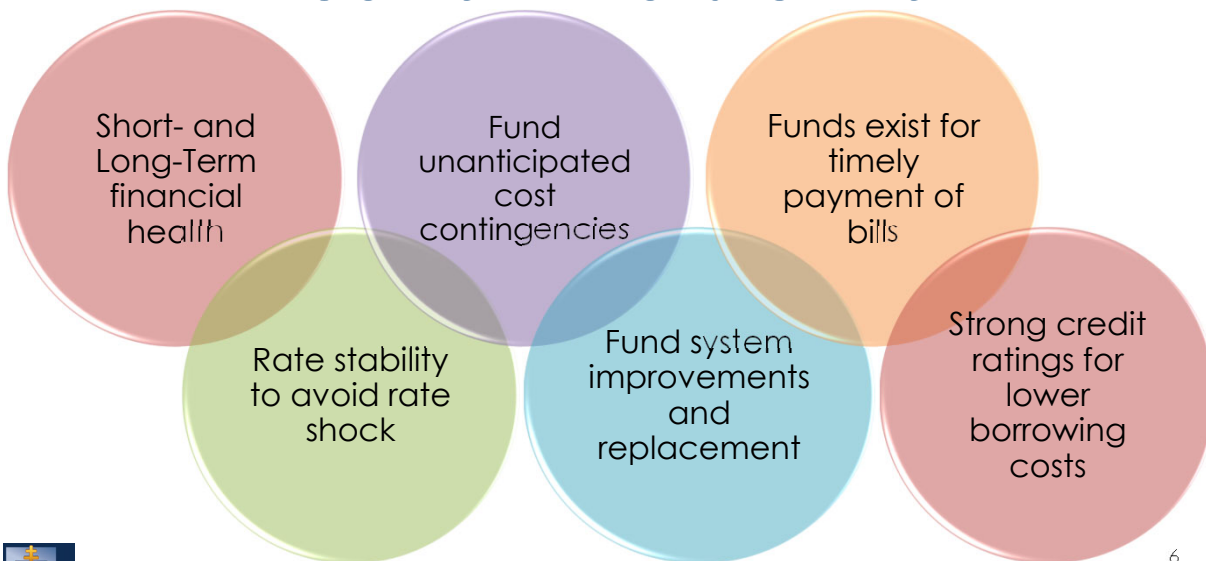 Short- and
Long-Term
financial
health
Fund
unanticipated
cost
contingencies
Funds exist for
timely
payment of
bills
Rate stability
to avoid rate
shock
Fund system
improvements
and
replacement
Strong credit
ratings for
lower
borrowing
costs
6